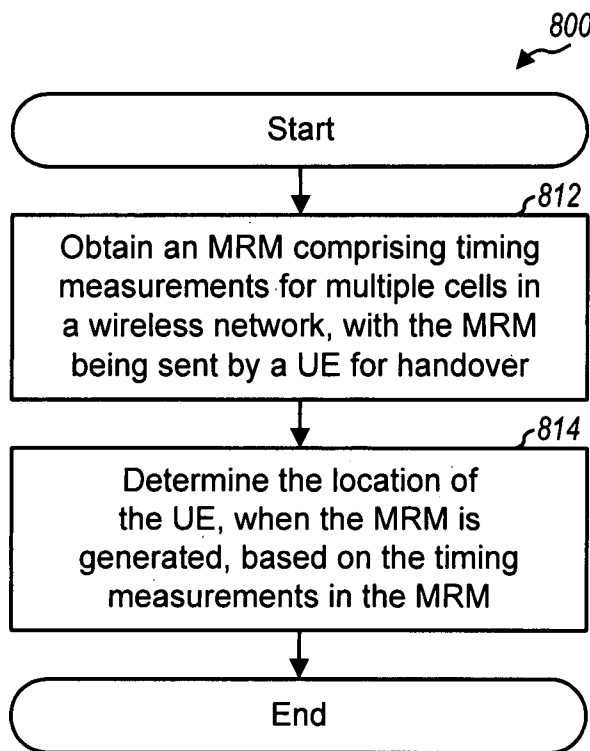 800
Start
812
Obtain an MRM comprising timing
measurements for multiple cells in
a wireless network, with the MRM
being sent by a UE for handover
814
Determine the location of
the UE, when the MRM is
generated, based on the timing
measurements in the MRM
End